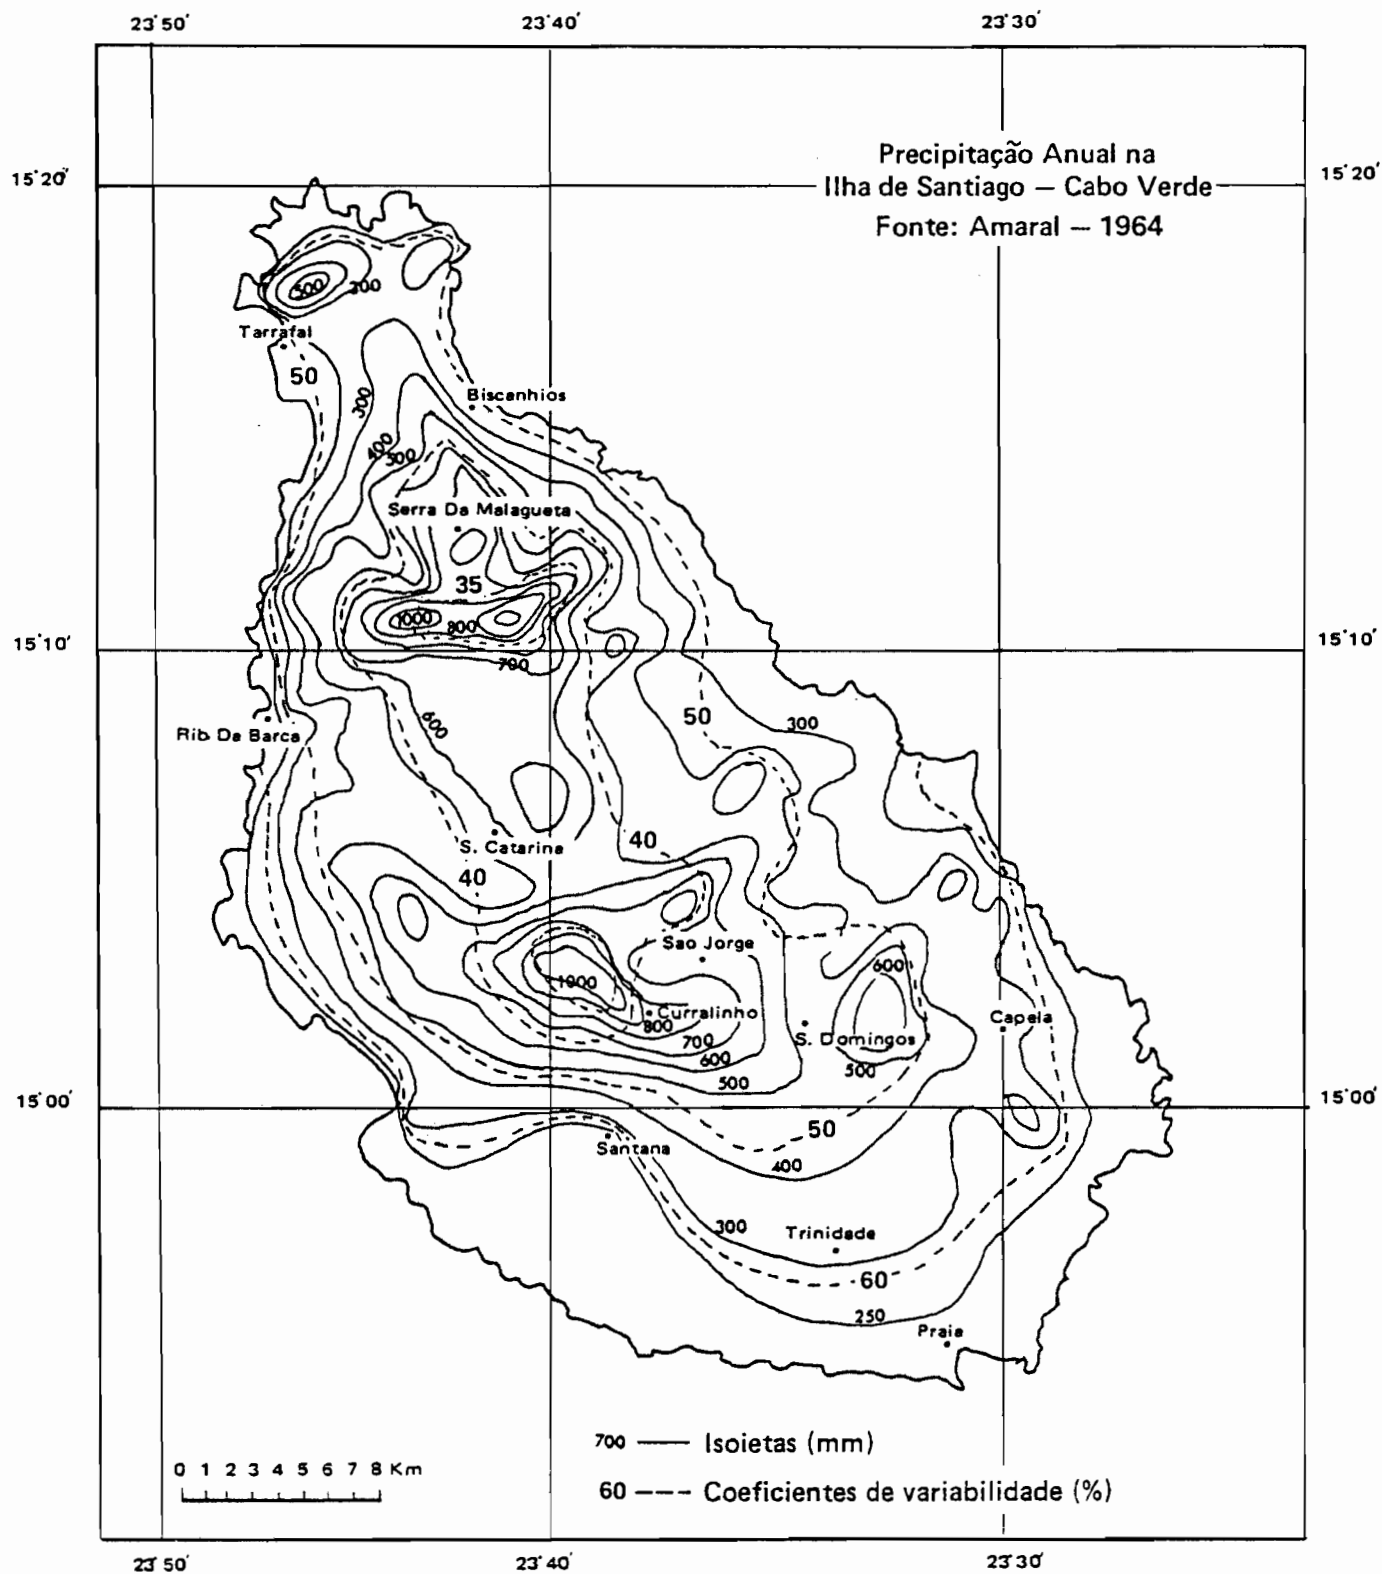 23°50′ 23°40′ 23°30′
Precipitação Anual na
15°20′ Ilha de Santiago — Cabo Verde 15°20′
Fonte: Amaral — 1964
500 300
Tarrafal
50
Biscanhios
300
400
500
Serra Da Malagueta
35
1000 800
15°10′ 15°10′
700
50
600 300
Rib. Da Barca
40
S. Catarina
40
Sao Jorge
600
1000
Curralinho Capela
800
700 S. Domingos
600
500 500
15°00′ 15°00′
50
Santana
400
300 Trinidade
60
250
Praia
700 — Isoietas (mm)
0 1 2 3 4 5 6 7 8 Km
60 --- Coeficientes de variabilidade (%)
23°50′ 23°40′ 23°30′